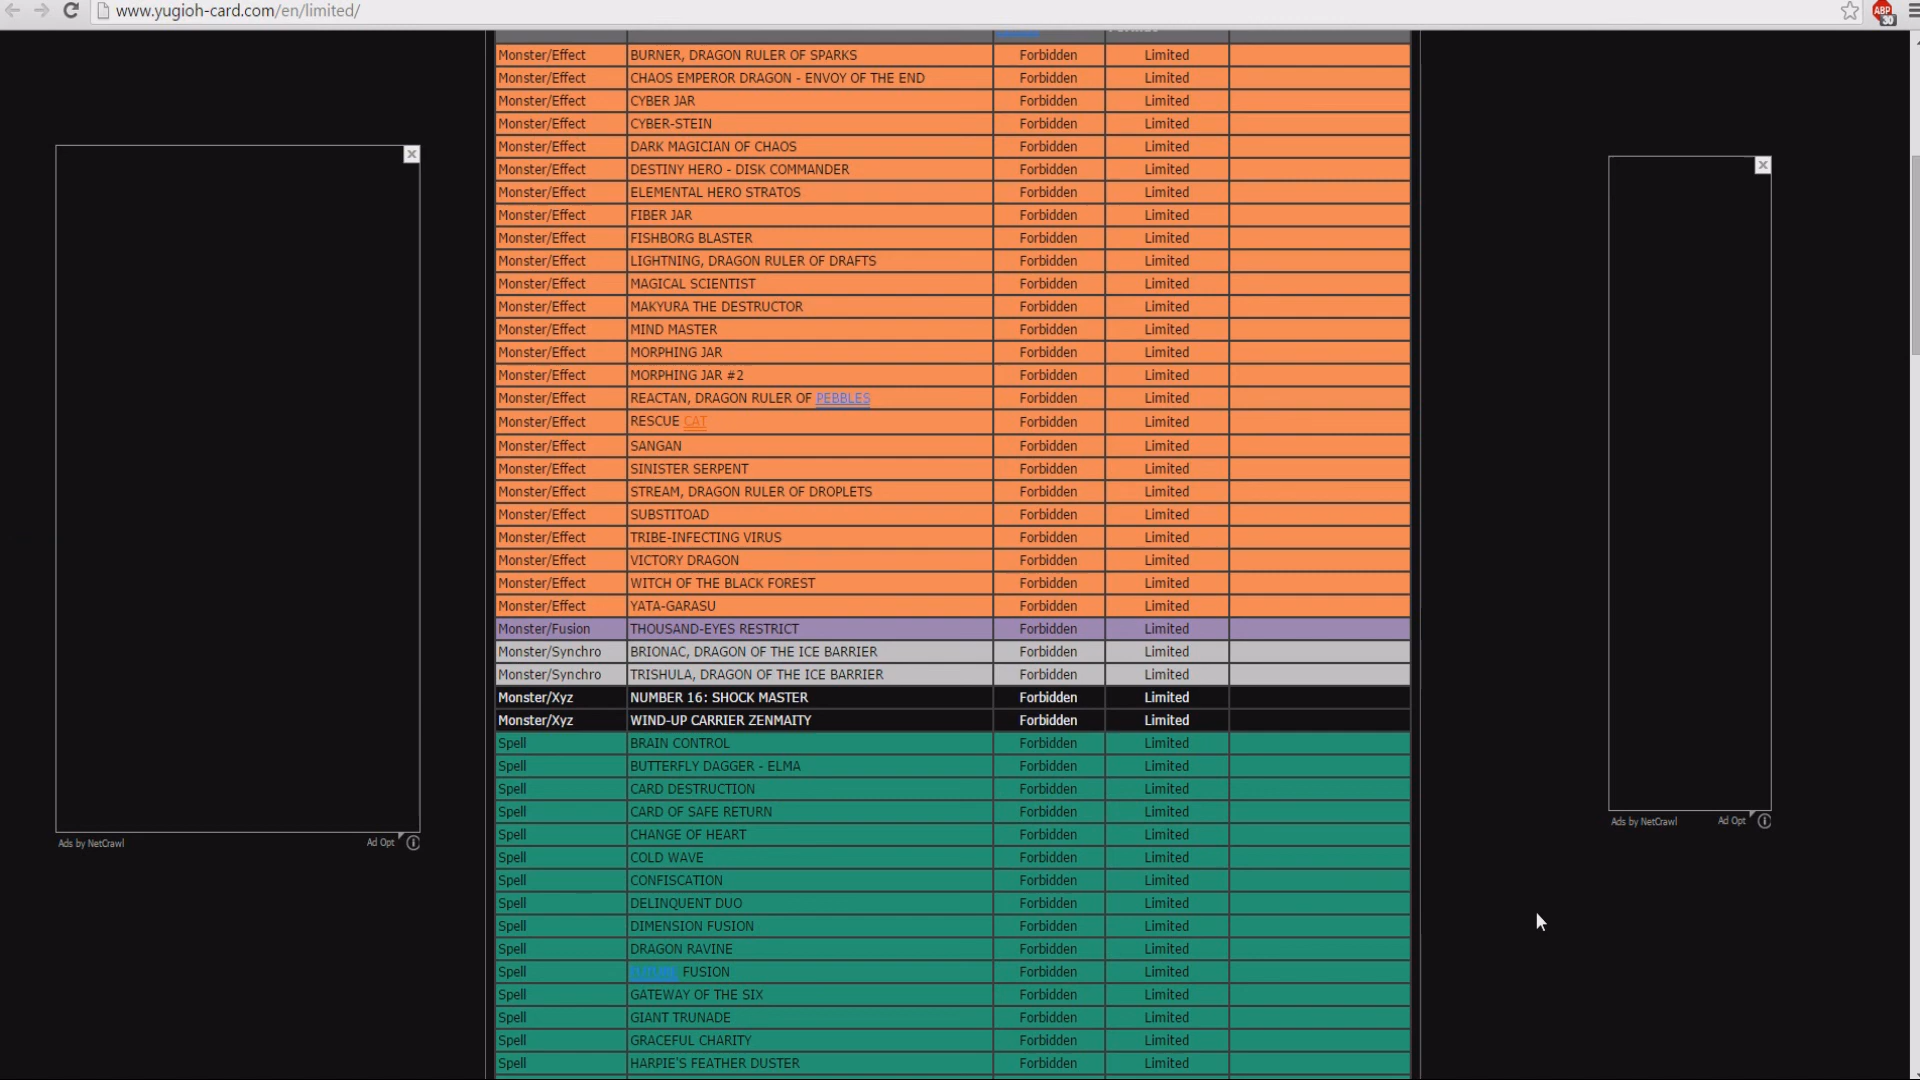 www.yugioh-card.com/en/limited/
ABP
30
Monster/Effect BURNER, DRAGON RULER OF SPARKS Forbidden Limited
Monster/Effect CHAOS EMPEROR DRAGON - ENVOY OF THE END Forbidden Limited
Monster/Effect CYBER JAR Forbidden Limited
Monster/Effect CYBER-STEIN Forbidden Limited
Monster/Effect DARK MAGICIAN OF CHAOS Forbidden Limited
Monster/Effect DESTINY HERO - DISK COMMANDER Forbidden Limited
Monster/Effect ELEMENTAL HERO STRATOS Forbidden Limited
Monster/Effect FIBER JAR Forbidden Limited
Monster/Effect FISHBORG BLASTER Forbidden Limited
Monster/Effect LIGHTNING, DRAGON RULER OF DRAFTS Forbidden Limited
Monster/Effect MAGICAL SCIENTIST Forbidden Limited
Monster/Effect MAKYURA THE DESTRUCTOR Forbidden Limited
Monster/Effect MIND MASTER Forbidden Limited
Monster/Effect MORPHING JAR Forbidden Limited
Monster/Effect MORPHING JAR #2 Forbidden Limited
Monster/Effect REACTAN, DRAGON RULER OF PEBBLES Forbidden Limited
Monster/Effect RESCUE CAT Forbidden Limited
Monster/Effect SANGAN Forbidden Limited
Monster/Effect SINISTER SERPENT Forbidden Limited
Monster/Effect STREAM, DRAGON RULER OF DROPLETS Forbidden Limited
Monster/Effect SUBSTITOAD Forbidden Limited
Monster/Effect TRIBE-INFECTING VIRUS Forbidden Limited
Monster/Effect VICTORY DRAGON Forbidden Limited
Monster/Effect WITCH OF THE BLACK FOREST Forbidden Limited
Monster/Effect YATA-GARASU Forbidden Limited
Monster/Fusion THOUSAND-EYES RESTRICT Forbidden Limited
Monster/Synchro BRIONAC, DRAGON OF THE ICE BARRIER Forbidden Limited
Monster/Synchro TRISHULA, DRAGON OF THE ICE BARRIER Forbidden Limited
Monster/Xyz NUMBER 16: SHOCK MASTER Forbidden Limited
Monster/Xyz WIND-UP CARRIER ZENMAITY Forbidden Limited
Spell BRAIN CONTROL Forbidden Limited
Spell BUTTERFLY DAGGER - ELMA Forbidden Limited
Spell CARD DESTRUCTION Forbidden Limited
Spell CARD OF SAFE RETURN Forbidden Limited
Spell CHANGE OF HEART Forbidden Limited
Spell COLD WAVE Forbidden Limited
Spell CONFISCATION Forbidden Limited
Spell DELINQUENT DUO Forbidden Limited
Spell DIMENSION FUSION Forbidden Limited
Spell DRAGON RAVINE Forbidden Limited
Spell FUSION Forbidden Limited
Spell GATEWAY OF THE SIX Forbidden Limited
Spell GIANT TRUNADE Forbidden Limited
Spell GRACEFUL CHARITY Forbidden Limited
Spell HARPIE'S FEATHER DUSTER Forbidden Limited
Ads by NetCrawl Ad Opt
Ads by NetCrawl Ad Opt